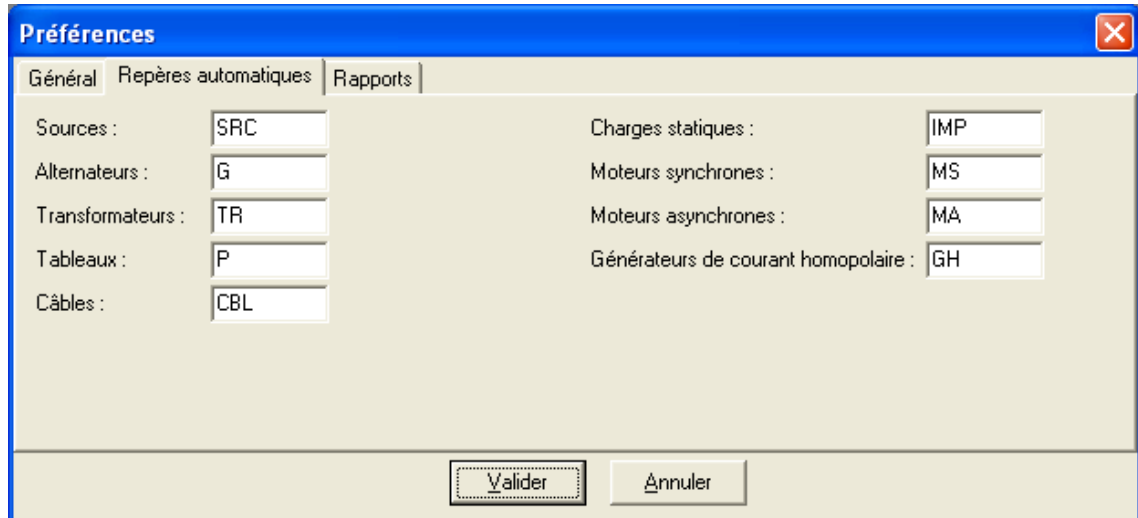 Préférences
Général Repères automatiques Rapports
Sources : SRC Charges statiques : IMP
Alternateurs : G Moteurs synchrones : MS
Transformateurs : TR Moteurs asynchrones : MA
Tableaux : P Générateurs de courant homopolaire : GH
Câbles : CBL
Valider Annuler